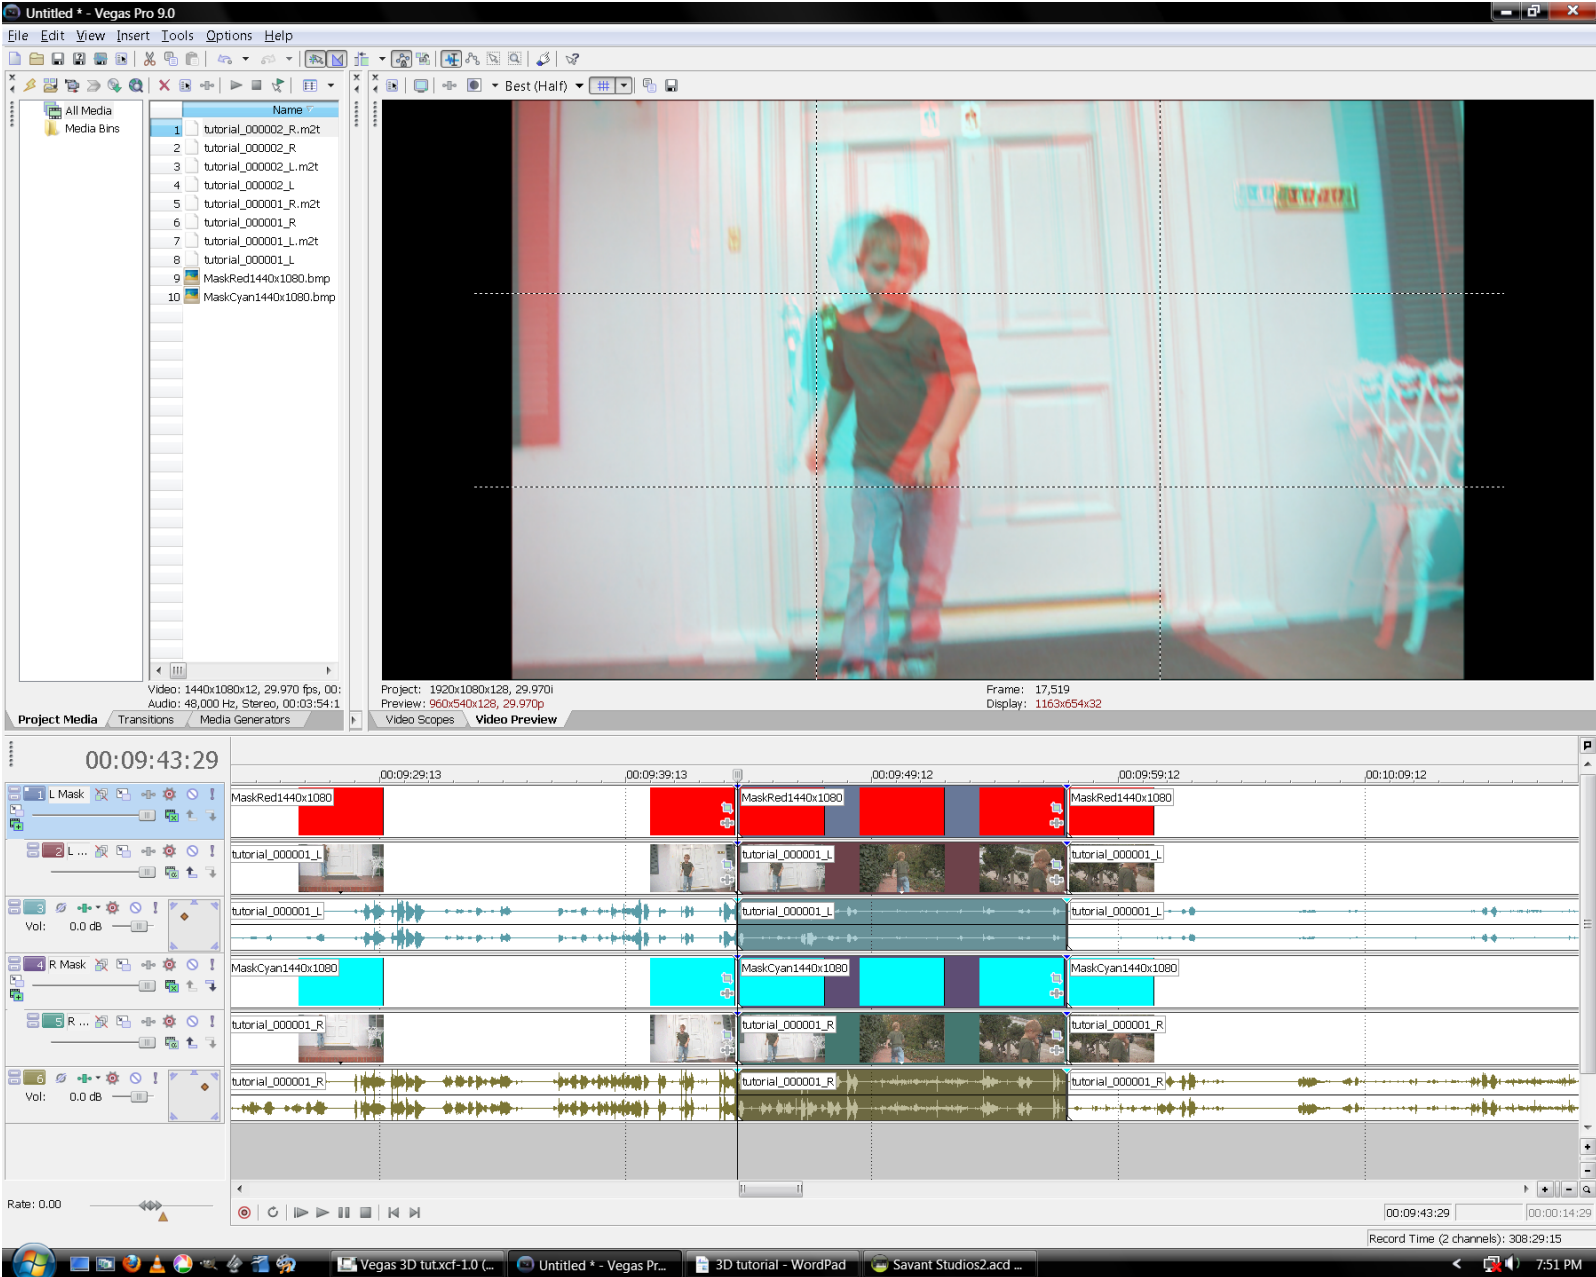 Untitled * - Vegas Pro 9.0
File Edit View Insert Tools Options Help
Best (Half)
All Media
Media Bins
Name
1 tutorial_000002_R.m2t
2 tutorial_000002_R
3 tutorial_000002_L.m2t
4 tutorial_000002_L
5 tutorial_000001_R.m2t
6 tutorial_000001_R
7 tutorial_000001_L.m2t
8 tutorial_000001_L
9 MaskRed1440x1080.bmp
10 MaskCyan1440x1080.bmp
Video: 1440x1080x12, 29.970 fps, 00:
Audio: 48,000 Hz, Stereo, 00:03:54:1
Project: 1920x1080x128, 29.970i
Preview: 960x540x128, 29.970p
Frame: 17,519
Display: 1163x654x32
Project Media Transitions Media Generators
Video Scopes Video Preview
00:09:43:29
00:09:29:13 00:09:39:13 00:09:49:12 00:09:59:12 00:10:09:12
1 L Mask
MaskRed1440x1080 MaskRed1440x1080 MaskRed1440x1080
2 L ...
tutorial_000001_L tutorial_000001_L tutorial_000001_L
3
Vol: 0.0 dB
tutorial_000001_L tutorial_000001_L tutorial_000001_L
4 R Mask
MaskCyan1440x1080 MaskCyan1440x1080 MaskCyan1440x1080
5 R ...
tutorial_000001_R tutorial_000001_R tutorial_000001_R
6
Vol: 0.0 dB
tutorial_000001_R tutorial_000001_R tutorial_000001_R
Rate: 0.00
00:09:43:29 00:00:14:29
Record Time (2 channels): 308:29:15
Vegas 3D tut.xcf-1.0 (... Untitled * - Vegas Pr... 3D tutorial - WordPad Savant Studios2.acd ... 7:51 PM